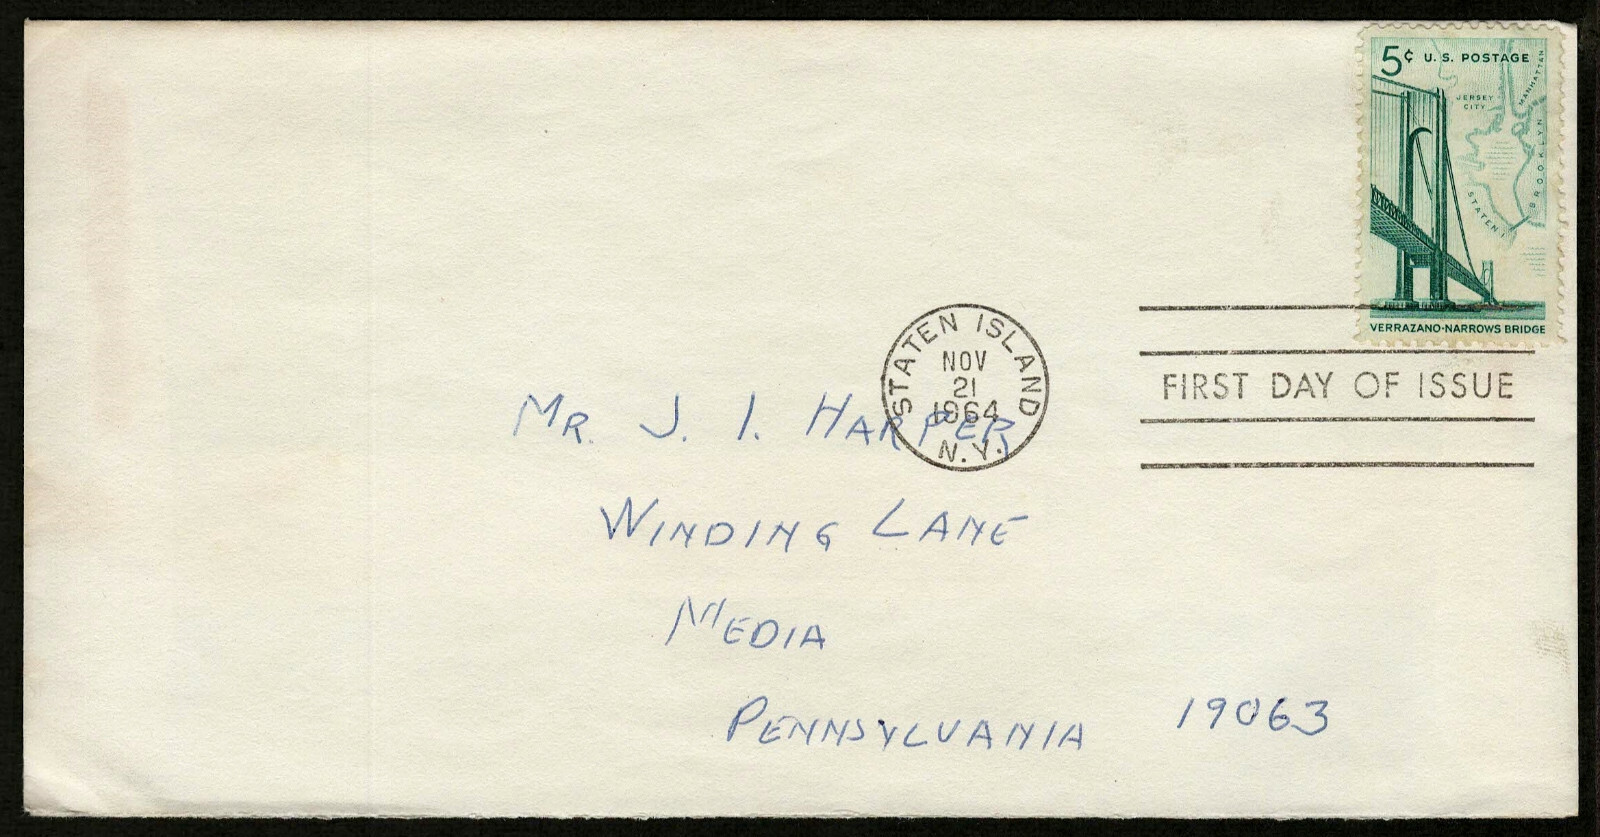 5¢ U. S. POSTAGE
JERSEY
CITY
MANHATTAN
BROOKLYN
STATEN I.
VERRAZANO-NARROWS BRIDGE
STATEN ISLAND
NOV
21
1964
N.Y.
FIRST DAY OF ISSUE
MR. J. I. HARPER
WINDING LANE
MEDIA
PENNSYLVANIA 19063